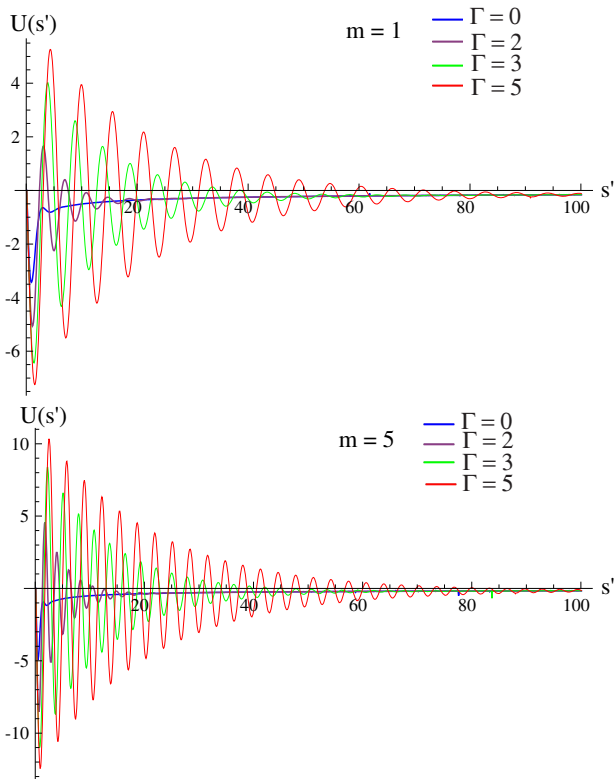 U(s')
m = 1
Γ = 0
Γ = 2
Γ = 3
Γ = 5
4
2
-2
-4
-6
20 40 60 80 100
s'
U(s')
m = 5
Γ = 0
Γ = 2
Γ = 3
Γ = 5
10
5
-5
-10
20 40 60 80 100
s'